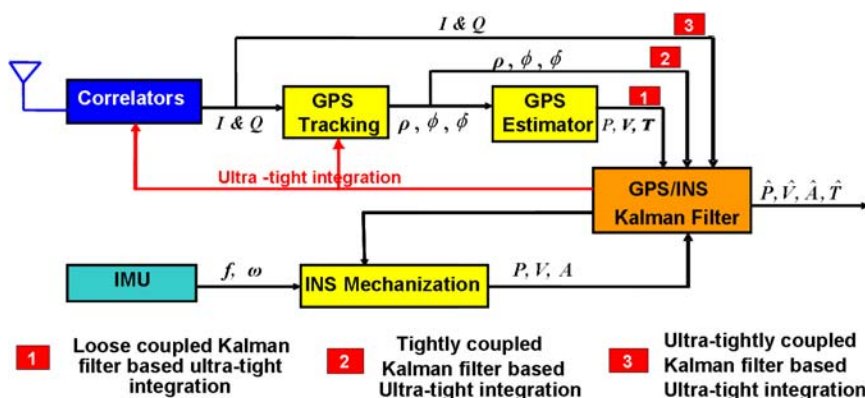 I & Q
3
ρ , ϕ , ϕ̇
2
Correlators
GPS
Tracking
GPS
Estimator
1
I & Q
ρ , ϕ , ϕ̇
P, V, T
Ultra -tight integration
GPS/INS
Kalman Filter
P̂, V̂, Â, T̂
IMU
f, ω
INS Mechanization
P, V, A
1
Loose coupled Kalman
filter based ultra-tight
integration
2
Tightly coupled
Kalman filter based
Ultra-tight integration
3
Ultra-tightly coupled
Kalman filter based
Ultra-tight integration